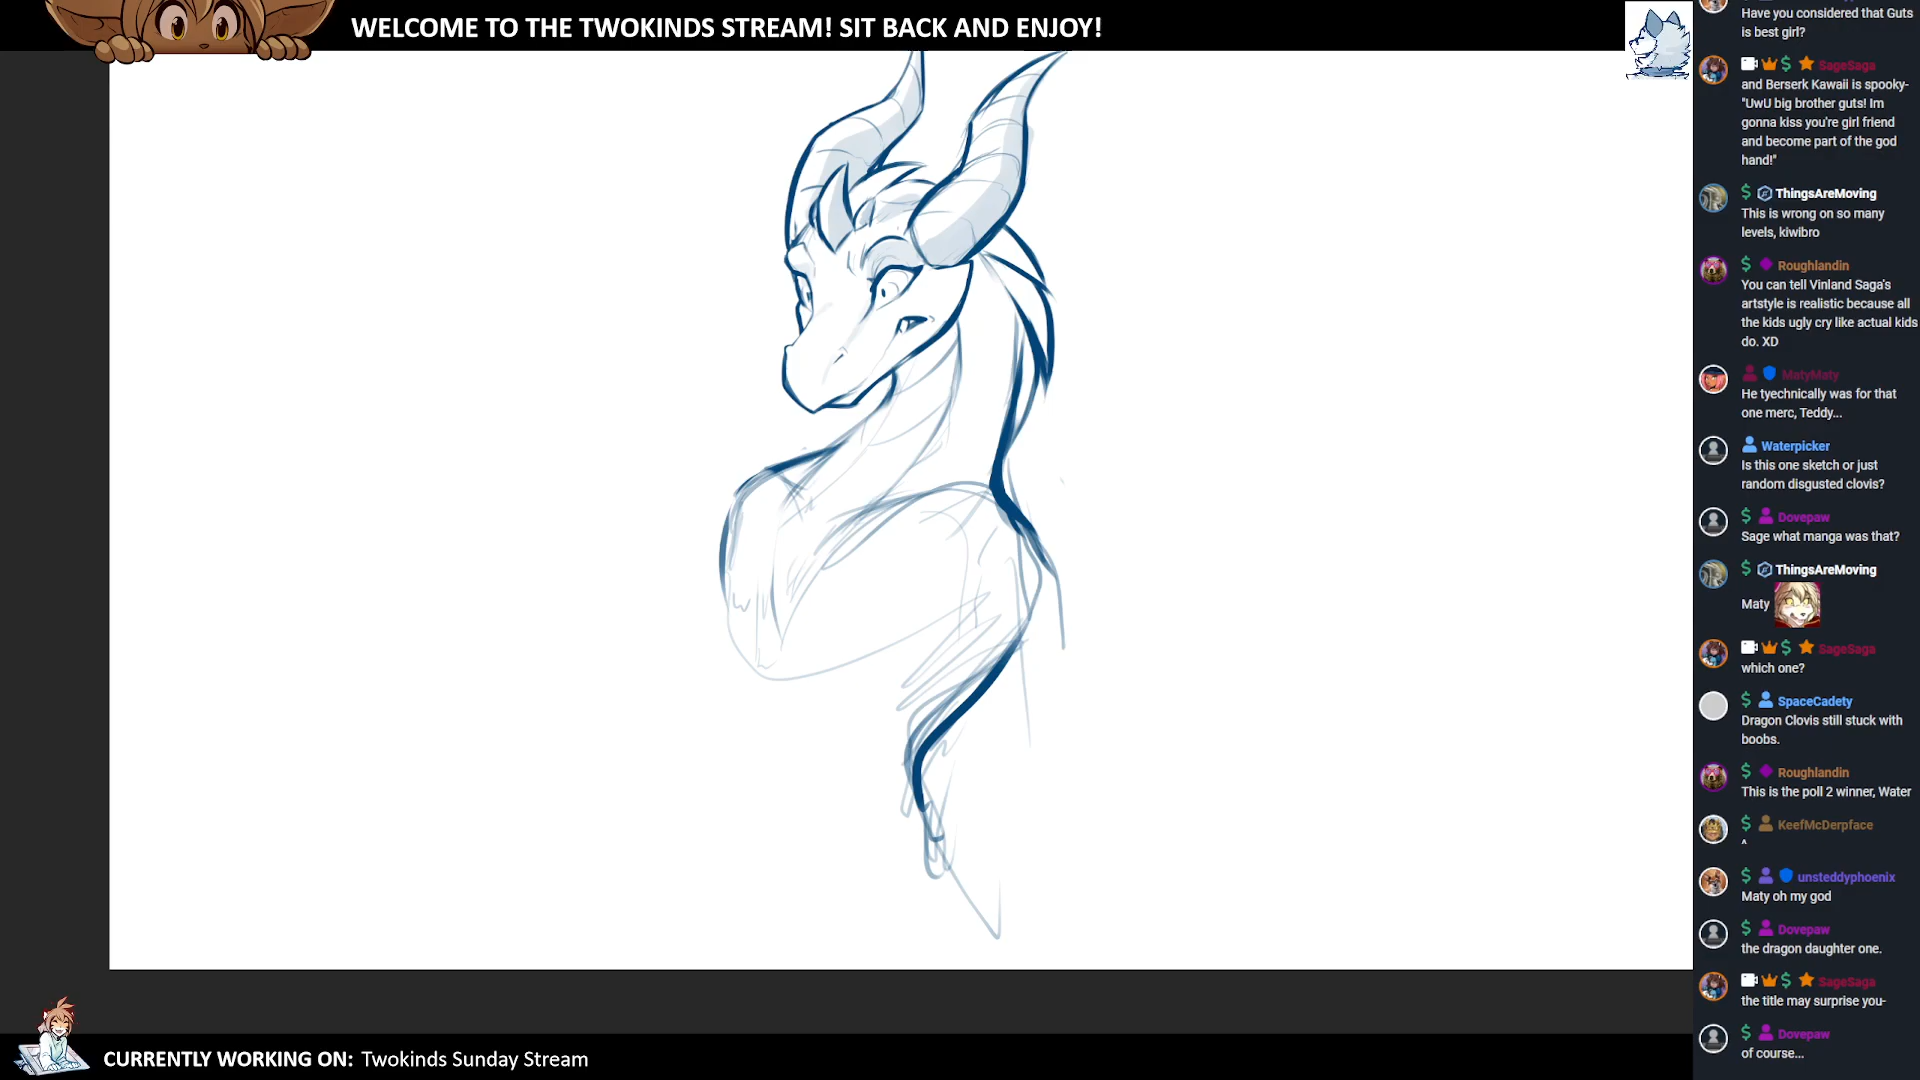 WELCOME TO THE TWOKINDS STREAM! SIT BACK AND ENJOY!
Have you considered that Guts
is best girl?
SageSaga
and Berserk Kawaii is spooky-
"UwU big brother guts! Im
gonna kiss you're girl friend
and become part of the god
hand!"
ThingsAreMoving
This is wrong on so many
levels, kiwibro
Roughlandin
You can tell Vinland Saga's
artstyle is realistic because all
the kids ugly cry like actual kids
do. XD
MatyMaty
He tyechnically was for that
one merc, Teddy...
Waterpicker
Is this one sketch or just
random disgusted clovis?
Dovepaw
Sage what manga was that?
ThingsAreMoving
Maty
SageSaga
which one?
SpaceCadety
Dragon Clovis still stuck with
boobs.
Roughlandin
This is the poll 2 winner, Water
KeefMcDerpface
^
unsteddyphoenix
Maty oh my god
Dovepaw
the dragon daughter one.
SageSaga
the title may surprise you-
Dovepaw
of course...
CURRENTLY WORKING ON: Twokinds Sunday Stream